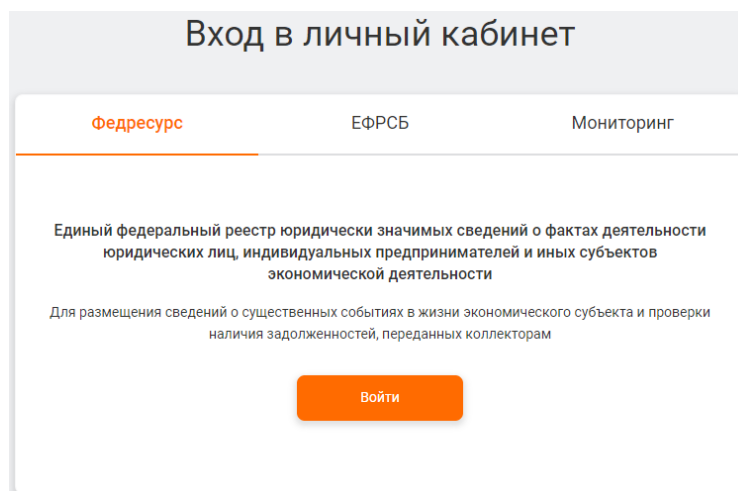 Вход в личный кабинет
Федресурс ЕФРСБ Мониторинг
Единый федеральный реестр юридически значимых сведений о фактах деятельности
юридических лиц, индивидуальных предпринимателей и иных субъектов
экономической деятельности
Для размещения сведений о существенных событиях в жизни экономического субъекта и проверки
наличия задолженностей, переданных коллекторам
Войти